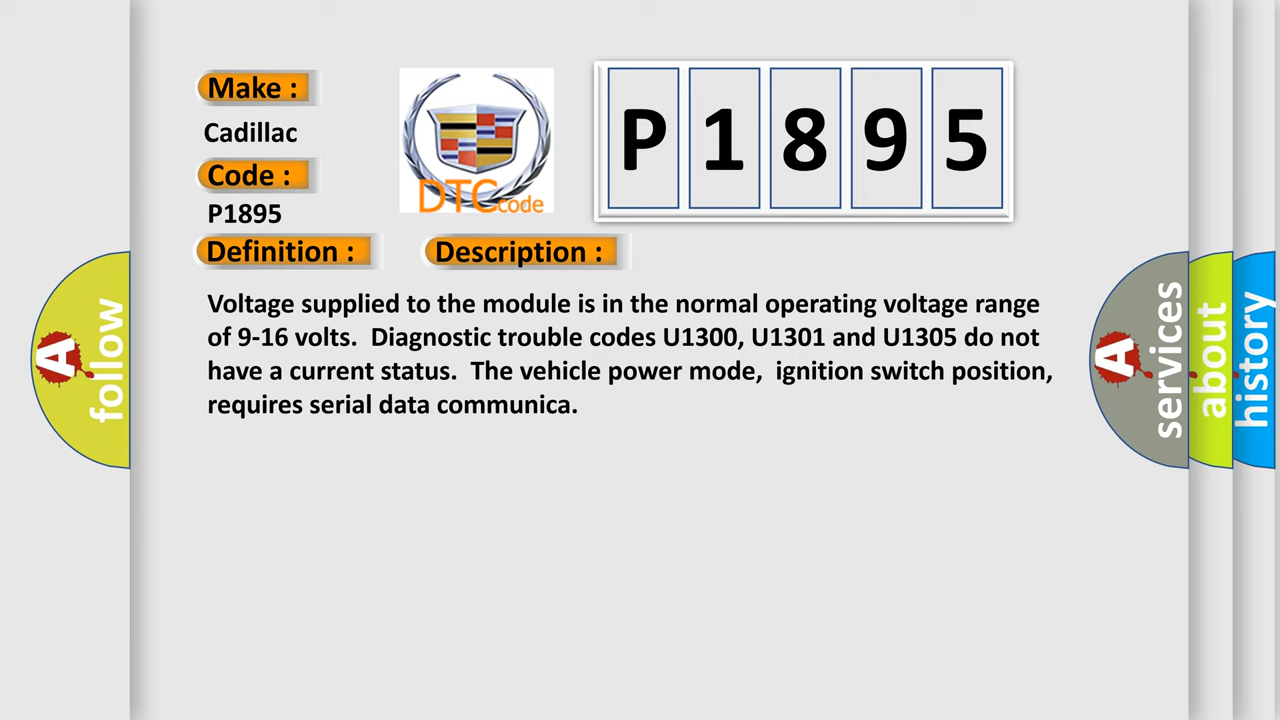 Make :
Cadillac
Code :
P1895
DTC code
P 1 8 9 5
Definition :
Description :
Voltage supplied to the module is in the normal operating voltage range
of 9-16 volts  Diagnostic trouble codes U1300, U1301 and U1305 do not
have a current status  The vehicle power mode,  ignition switch position,
requires serial data communica.
A follow
A services
about
history